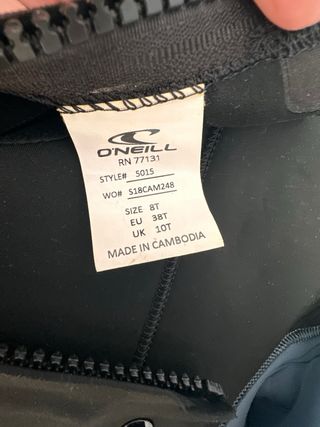 O'NEILL
RN 77131
STYLE# 5015
WO# S18CAM248
SIZE 8T
EU 38T
UK 10T
MADE IN CAMBODIA